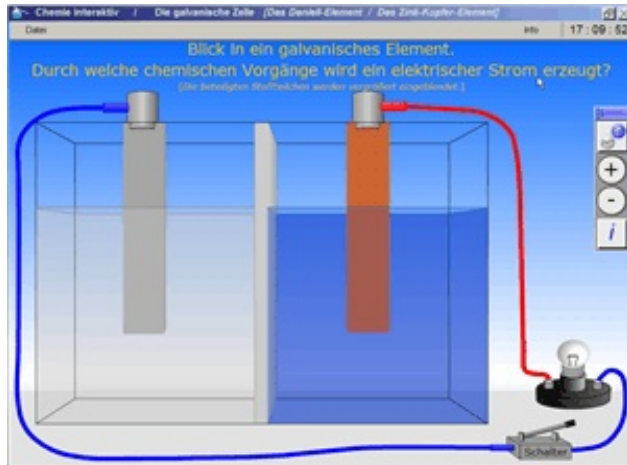 Chemie interaktiv / Die galvanische Zelle [Das Daniell-Element / Das Zink-Kupfer-Element]
Datei Info 17:09:52
Blick in ein galvanisches Element.
Durch welche chemischen Vorgänge wird ein elektrischer Strom erzeugt?
(Die beteiligten Stoffteilchen werden vergrößert eingeblendet.)
+
-
i
Schalter